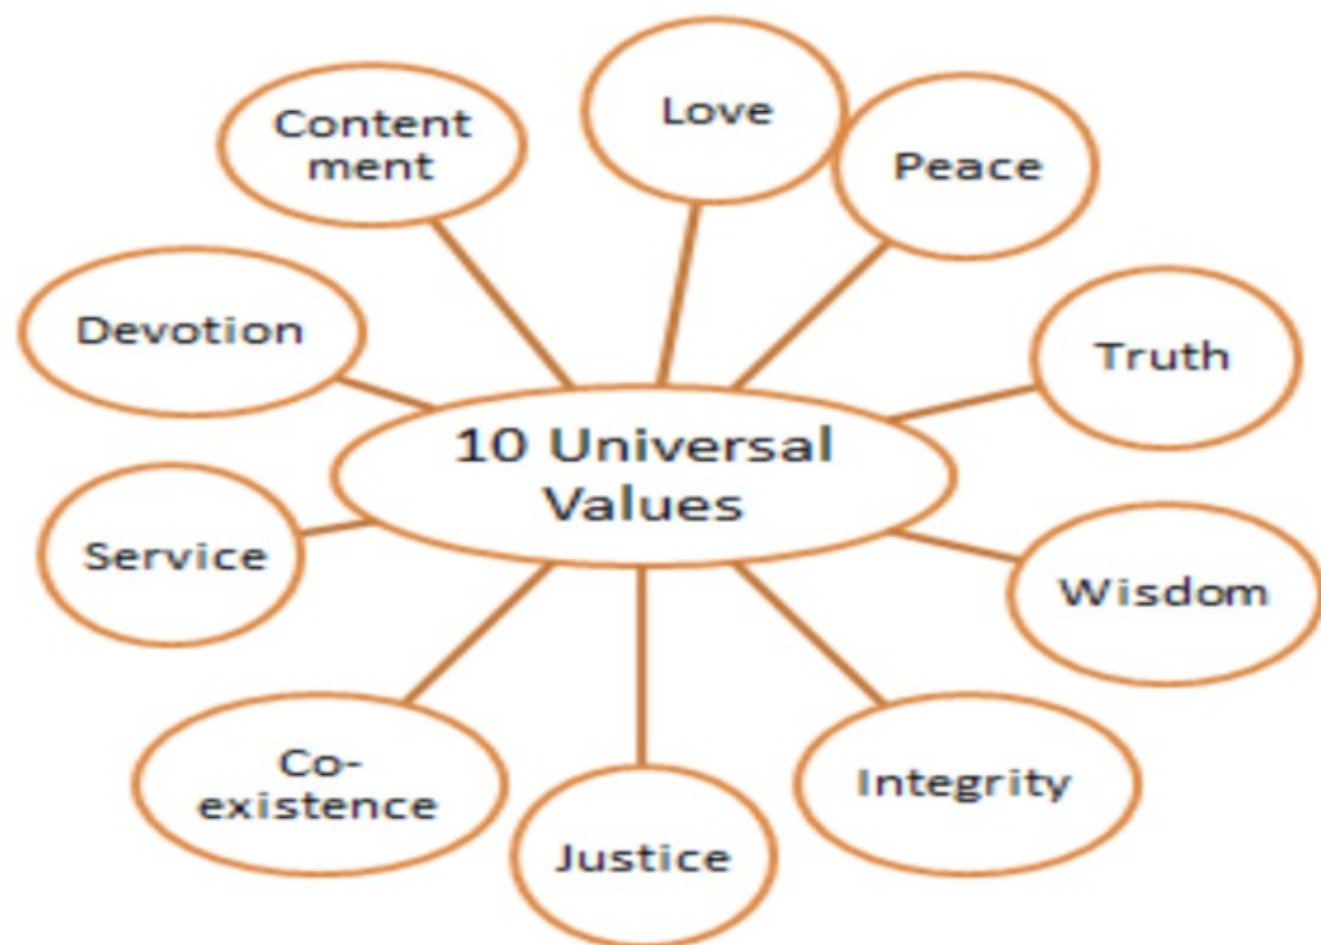 Love
Content
ment
Peace
Devotion
Truth
10 Universal
Values
Service
Wisdom
Co-
existence
Integrity
Justice